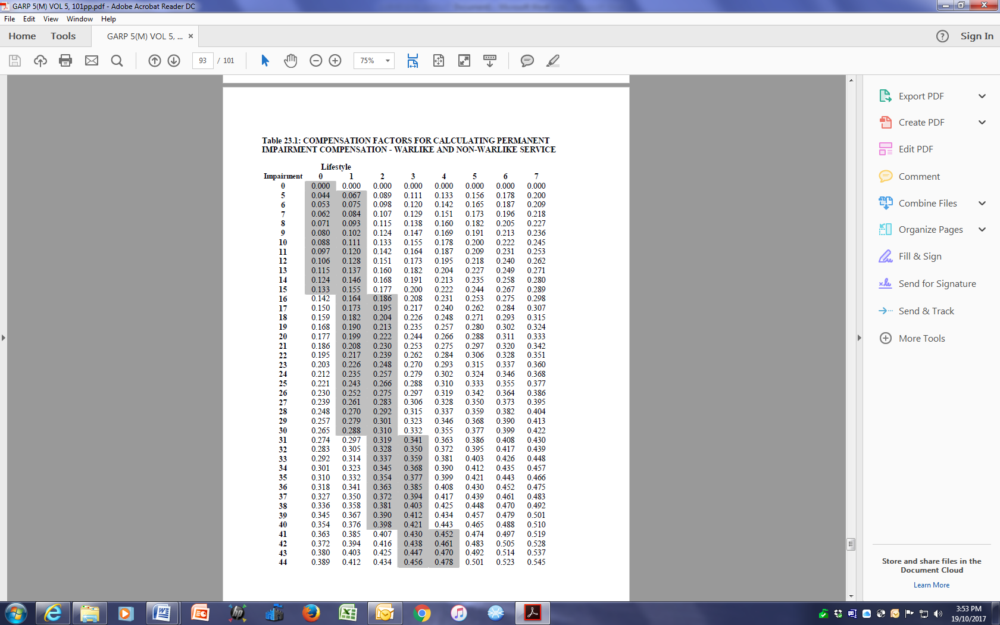 GARP 5(M) VOL 5, 101pp.pdf - Adobe Acrobat Reader DC
File Edit View Window Help
Home Tools GARP 5(M) VOL 5, ... × Sign In
93 / 101 75%
Table 23.1: COMPENSATION FACTORS FOR CALCULATING PERMANENT
IMPAIRMENT COMPENSATION - WARLIKE AND NON-WARLIKE SERVICE
Lifestyle
Impairment 0 1 2 3 4 5 6 7
0 0.000 0.000 0.000 0.000 0.000 0.000 0.000 0.000
5 0.044 0.067 0.089 0.111 0.133 0.156 0.178 0.200
6 0.053 0.075 0.098 0.120 0.142 0.165 0.187 0.209
7 0.062 0.084 0.107 0.129 0.151 0.173 0.196 0.218
8 0.071 0.093 0.115 0.138 0.160 0.182 0.205 0.227
9 0.080 0.102 0.124 0.147 0.169 0.191 0.213 0.236
10 0.088 0.111 0.133 0.155 0.178 0.200 0.222 0.245
11 0.097 0.120 0.142 0.164 0.187 0.209 0.231 0.253
12 0.106 0.128 0.151 0.173 0.195 0.218 0.240 0.262
13 0.115 0.137 0.160 0.182 0.204 0.227 0.249 0.271
14 0.124 0.146 0.168 0.191 0.213 0.235 0.258 0.280
15 0.133 0.155 0.177 0.200 0.222 0.244 0.267 0.289
16 0.142 0.164 0.186 0.208 0.231 0.253 0.275 0.298
17 0.150 0.173 0.195 0.217 0.240 0.262 0.284 0.307
18 0.159 0.182 0.204 0.226 0.248 0.271 0.293 0.315
19 0.168 0.190 0.213 0.235 0.257 0.280 0.302 0.324
20 0.177 0.199 0.222 0.244 0.266 0.288 0.311 0.333
21 0.186 0.208 0.230 0.253 0.275 0.297 0.320 0.342
22 0.195 0.217 0.239 0.262 0.284 0.306 0.328 0.351
23 0.203 0.226 0.248 0.270 0.293 0.315 0.337 0.360
24 0.212 0.235 0.257 0.279 0.302 0.324 0.346 0.368
25 0.221 0.243 0.266 0.288 0.310 0.333 0.355 0.377
26 0.230 0.252 0.275 0.297 0.319 0.342 0.364 0.386
27 0.239 0.261 0.283 0.306 0.328 0.350 0.373 0.395
28 0.248 0.270 0.292 0.315 0.337 0.359 0.382 0.404
29 0.257 0.279 0.301 0.323 0.346 0.368 0.390 0.413
30 0.265 0.288 0.310 0.332 0.355 0.377 0.399 0.422
31 0.274 0.297 0.319 0.341 0.363 0.386 0.408 0.430
32 0.283 0.305 0.328 0.350 0.372 0.395 0.417 0.439
33 0.292 0.314 0.337 0.359 0.381 0.403 0.426 0.448
34 0.301 0.323 0.345 0.368 0.390 0.412 0.435 0.457
35 0.310 0.332 0.354 0.377 0.399 0.421 0.443 0.466
36 0.318 0.341 0.363 0.385 0.408 0.430 0.452 0.475
37 0.327 0.350 0.372 0.394 0.417 0.439 0.461 0.483
38 0.336 0.358 0.381 0.403 0.425 0.448 0.470 0.492
39 0.345 0.367 0.390 0.412 0.434 0.457 0.479 0.501
40 0.354 0.376 0.398 0.421 0.443 0.465 0.488 0.510
41 0.363 0.385 0.407 0.430 0.452 0.474 0.497 0.519
42 0.372 0.394 0.416 0.438 0.461 0.483 0.505 0.528
43 0.380 0.403 0.425 0.447 0.470 0.492 0.514 0.537
44 0.389 0.412 0.434 0.456 0.478 0.501 0.523 0.545
Export PDF
Create PDF
Edit PDF
Comment
Combine Files
Organize Pages
Fill & Sign
Send for Signature
Send & Track
More Tools
Store and share files in the
Document Cloud
Learn More
3:53 PM
19/10/2017